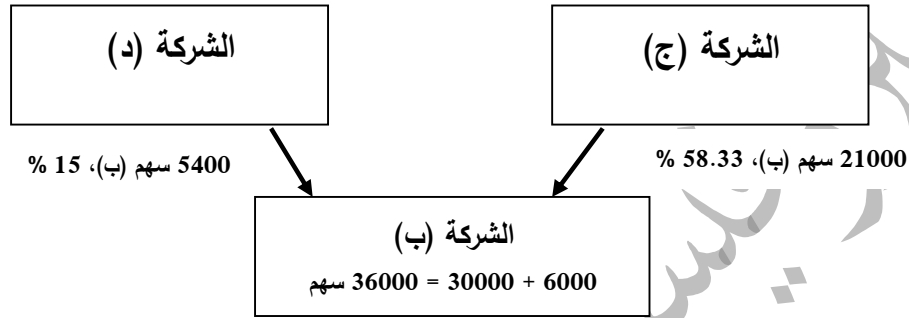 الشركة (ج)
الشركة (د)
21000 سهم (ب)، 58.33 %
5400 سهم (ب)، 15 %
الشركة (ب)
6000 + 30000 = 36000 سهم